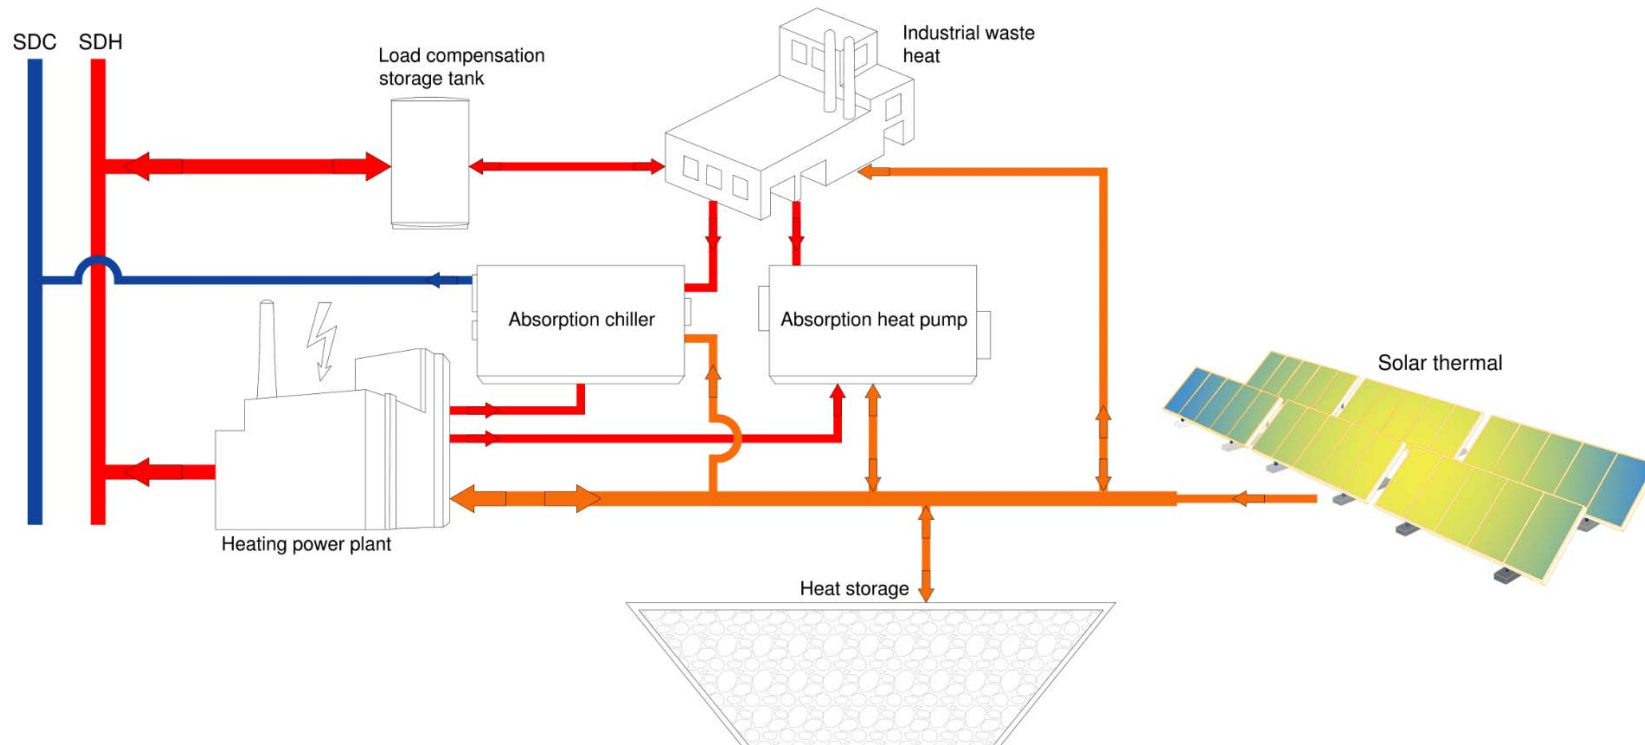 SDC
SDH
Load compensation
storage tank
Industrial waste
heat
Absorption chiller
Absorption heat pump
Solar thermal
Heating power plant
Heat storage